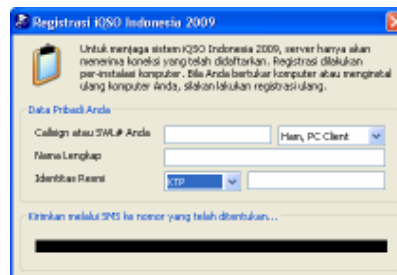 Registrasi iQSO Indonesia 2009
Untuk menjaga sistem iQSO Indonesia 2009, server hanya akan
menerima koneksi yang telah didaftarkan. Registrasi dilakukan
per-instalasi komputer. Bila Anda bertukar komputer atau menginstal
ulang komputer Anda, silakan lakukan registrasi ulang.
Data Pribadi Anda
Callsign atau SWL# Anda
Ham, PC Client
Nama Lengkap
Identitas Resmi
KTP
Kirimkan melalui SMS ke nomor yang telah ditentukan...